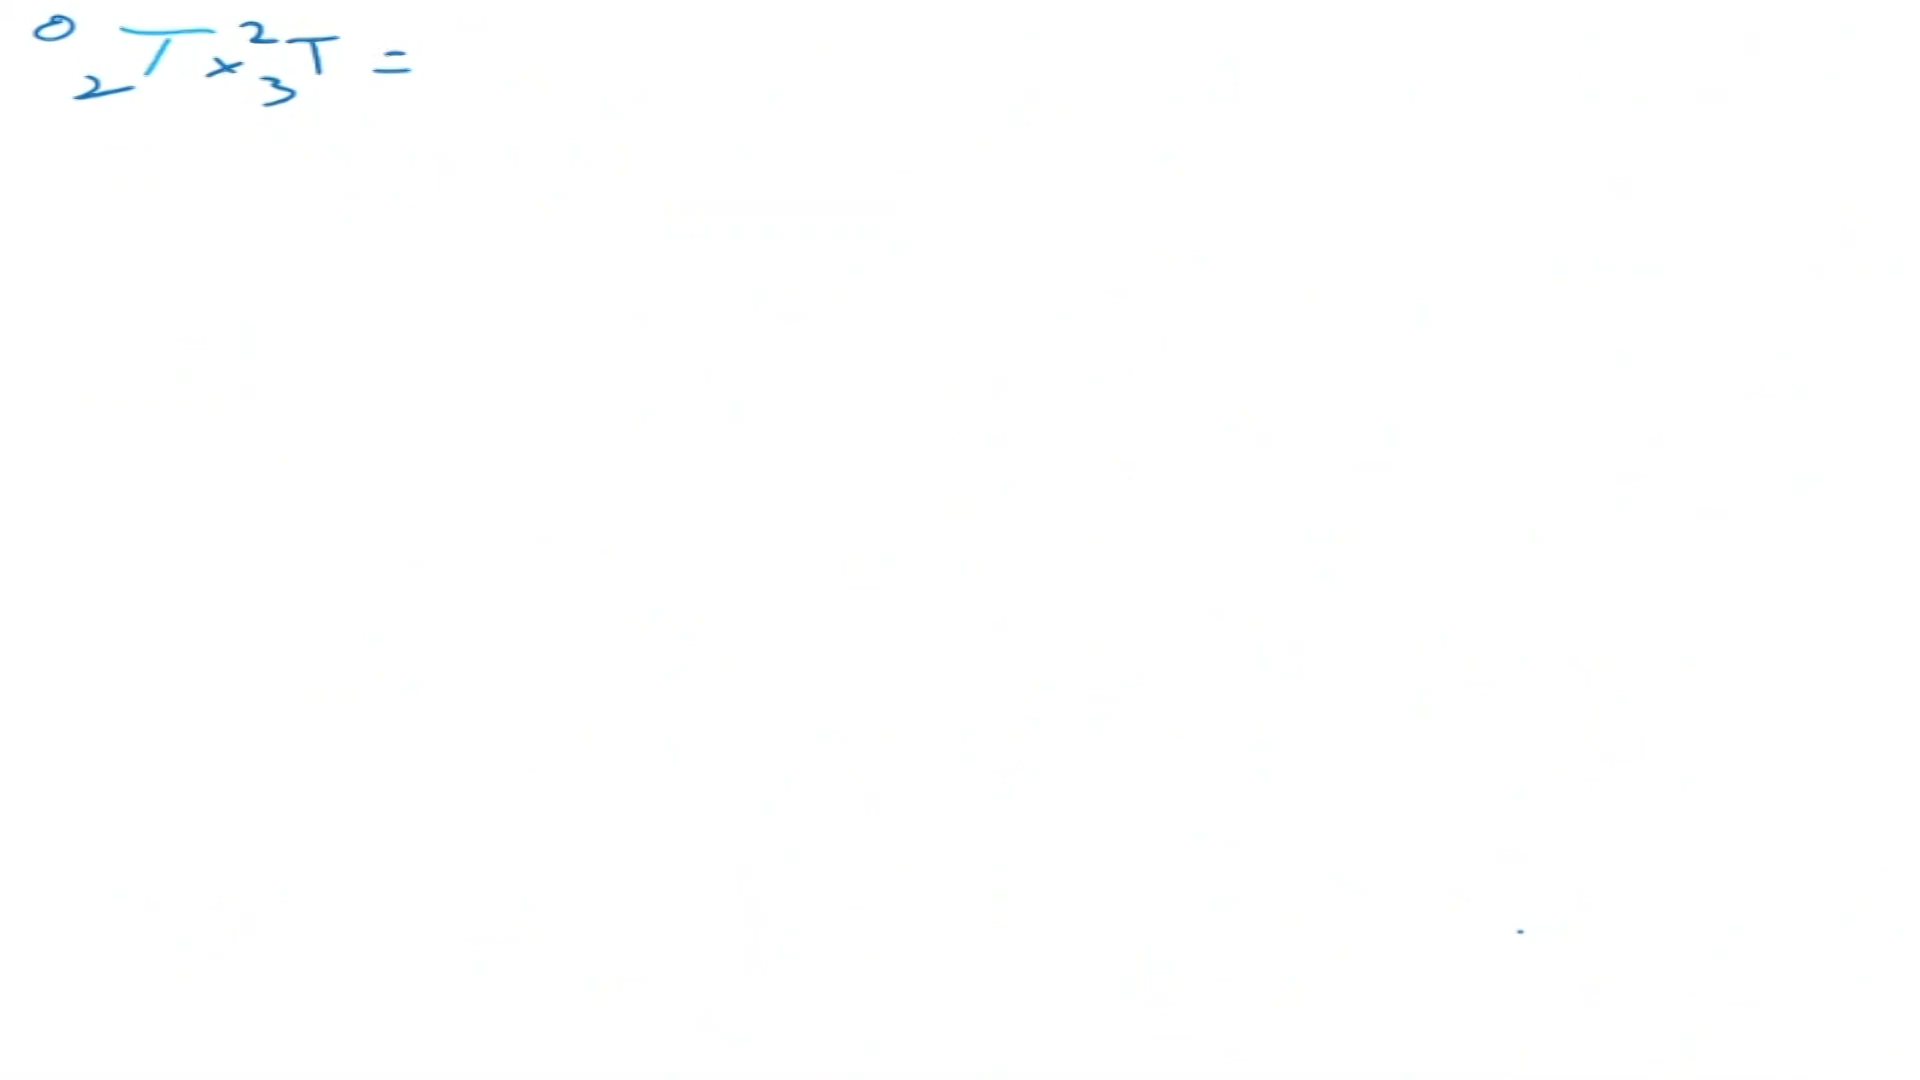 ⁰₂T × ²₃T =